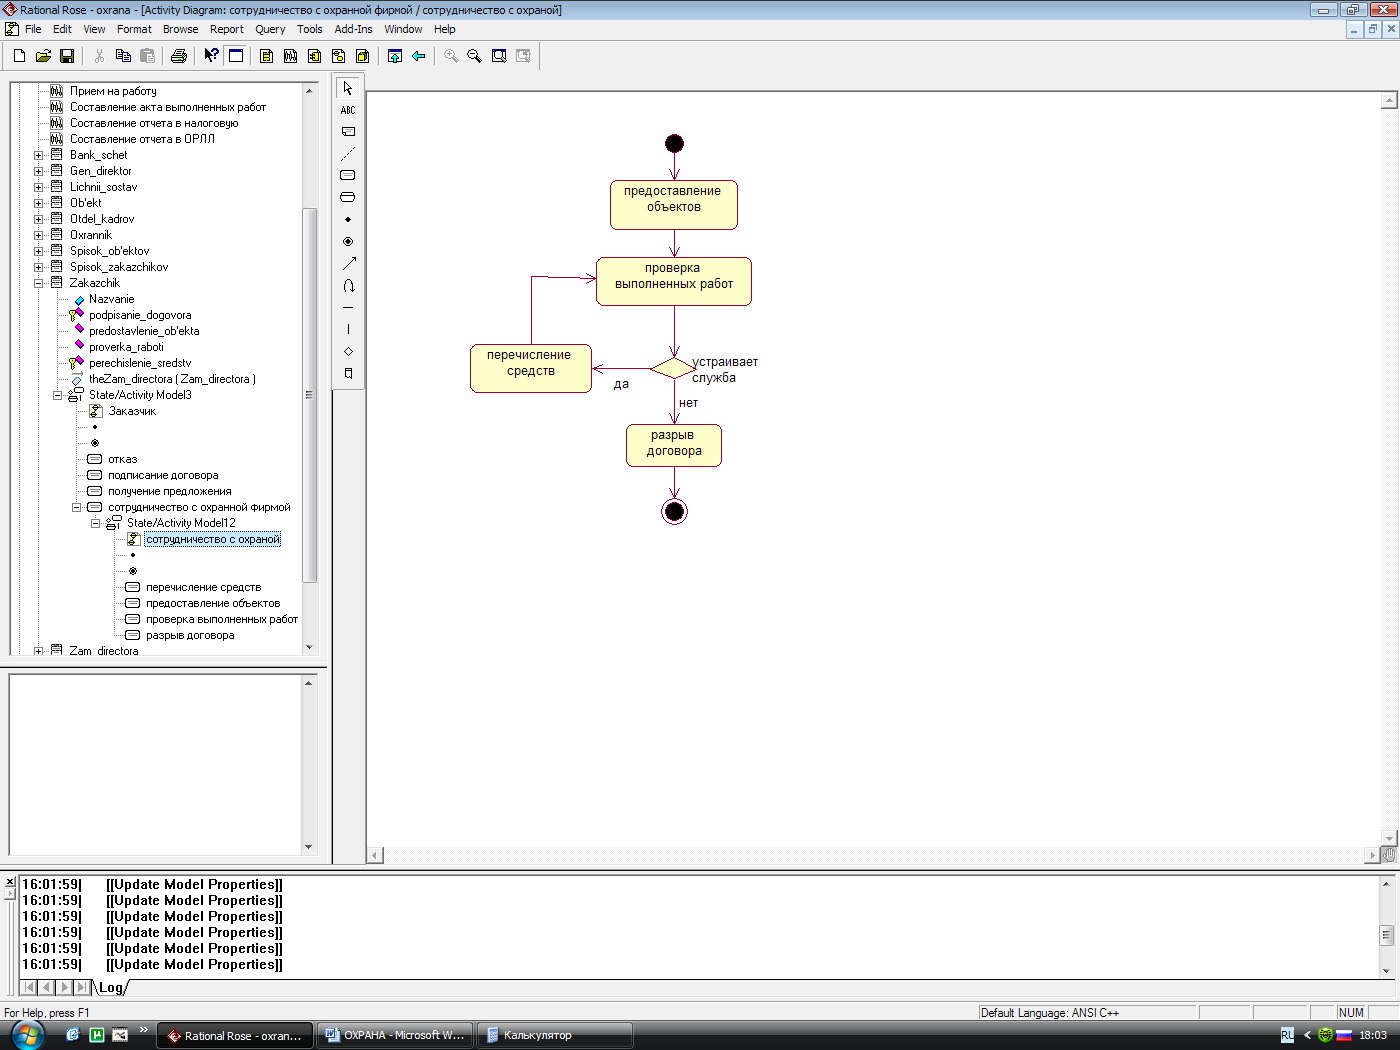 Rational Rose - oxrana - [Activity Diagram: сотрудничество с охранной фирмой / сотрудничество с охраной]
File Edit View Format Browse Report Query Tools Add-Ins Window Help
Прием на работу
Составление акта выполненных работ
Составление отчета в налоговую
Составление отчета в ОРЛЛ
Bank_schet
Gen_direktor
Lichnii_sostav
Ob'ekt
Otdel_kadrov
Oxrannik
Spisok_ob'ektov
Spisok_zakazchikov
Zakazchik
Nazvanie
podpisanie_dogovora
predostavlenie_ob'ekta
proverka_raboti
perechislenie_sredstv
theZam_directora ( Zam_directora )
State/Activity Model3
Заказчик
отказ
подписание договора
получение предложения
сотрудничество с охранной фирмой
State/Activity Model12
сотрудничество с охраной
перечисление средств
предоставление объектов
проверка выполненных работ
разрыв договора
Zam_directora
ABC
предоставление
объектов
проверка
выполненных работ
перечисление
средств
устраивает
служба
да
нет
разрыв
договора
16:01:59| [[Update Model Properties]]
16:01:59| [[Update Model Properties]]
16:01:59| [[Update Model Properties]]
16:01:59| [[Update Model Properties]]
16:01:59| [[Update Model Properties]]
16:01:59| [[Update Model Properties]]
Log
For Help, press F1
Default Language: ANSI C++
NUM
Rational Rose - oxran...
ОХРАНА - Microsoft W...
Калькулятор
RL
18:03